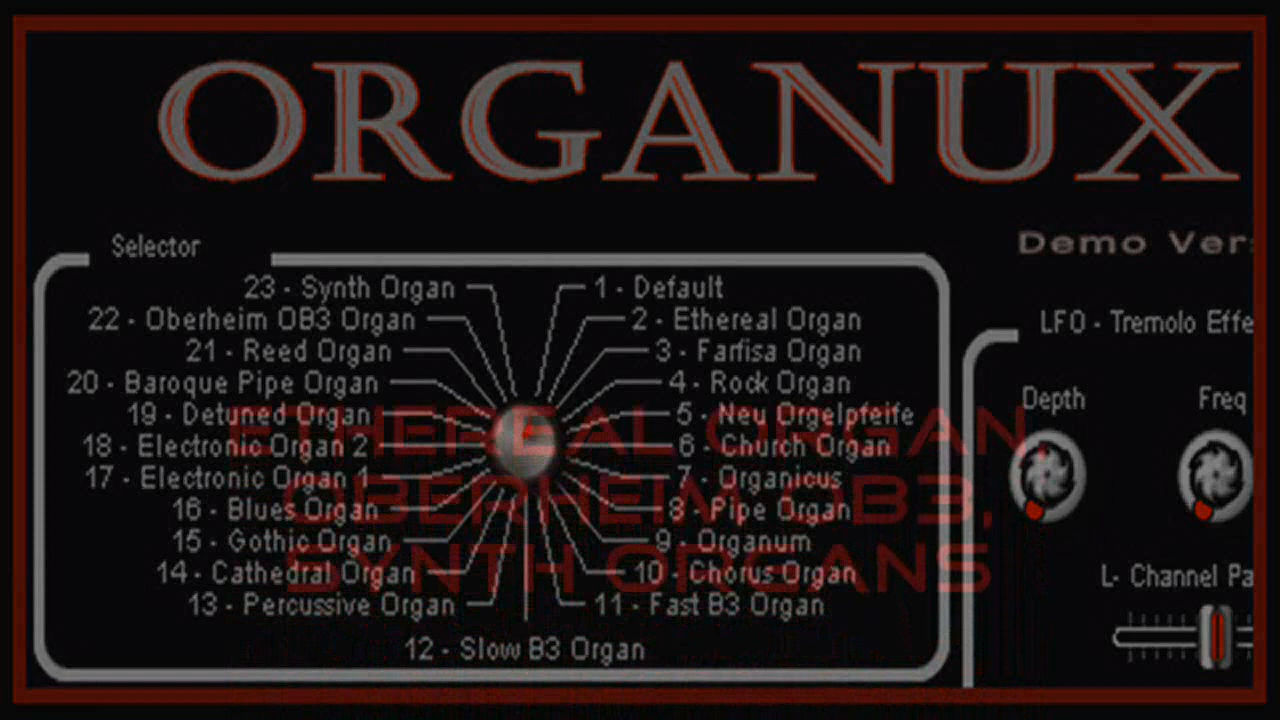 ORGANUX
Demo Ver
Selector
23 - Synth Organ
22 - Oberheim OB3 Organ
21 - Reed Organ
20 - Baroque Pipe Organ
19 - Detuned Organ
18 - Electronic Organ 2
17 - Electronic Organ 1
16 - Blues Organ
15 - Gothic Organ
14 - Cathedral Organ
13 - Percussive Organ
12 - Slow B3 Organ
1 - Default
2 - Ethereal Organ
3 - Farfisa Organ
4 - Rock Organ
5 - Neu Orgelpfeife
6 - Church Organ
7 - Organicus
8 - Pipe Organ
9 - Organum
10 - Chorus Organ
11 - Fast B3 Organ
ETHEREAL ORGAN,
OBERHEIM OB3,
SYNTH ORGANS
LFO - Tremolo Effe
Depth
Freq
L- Channel Pa